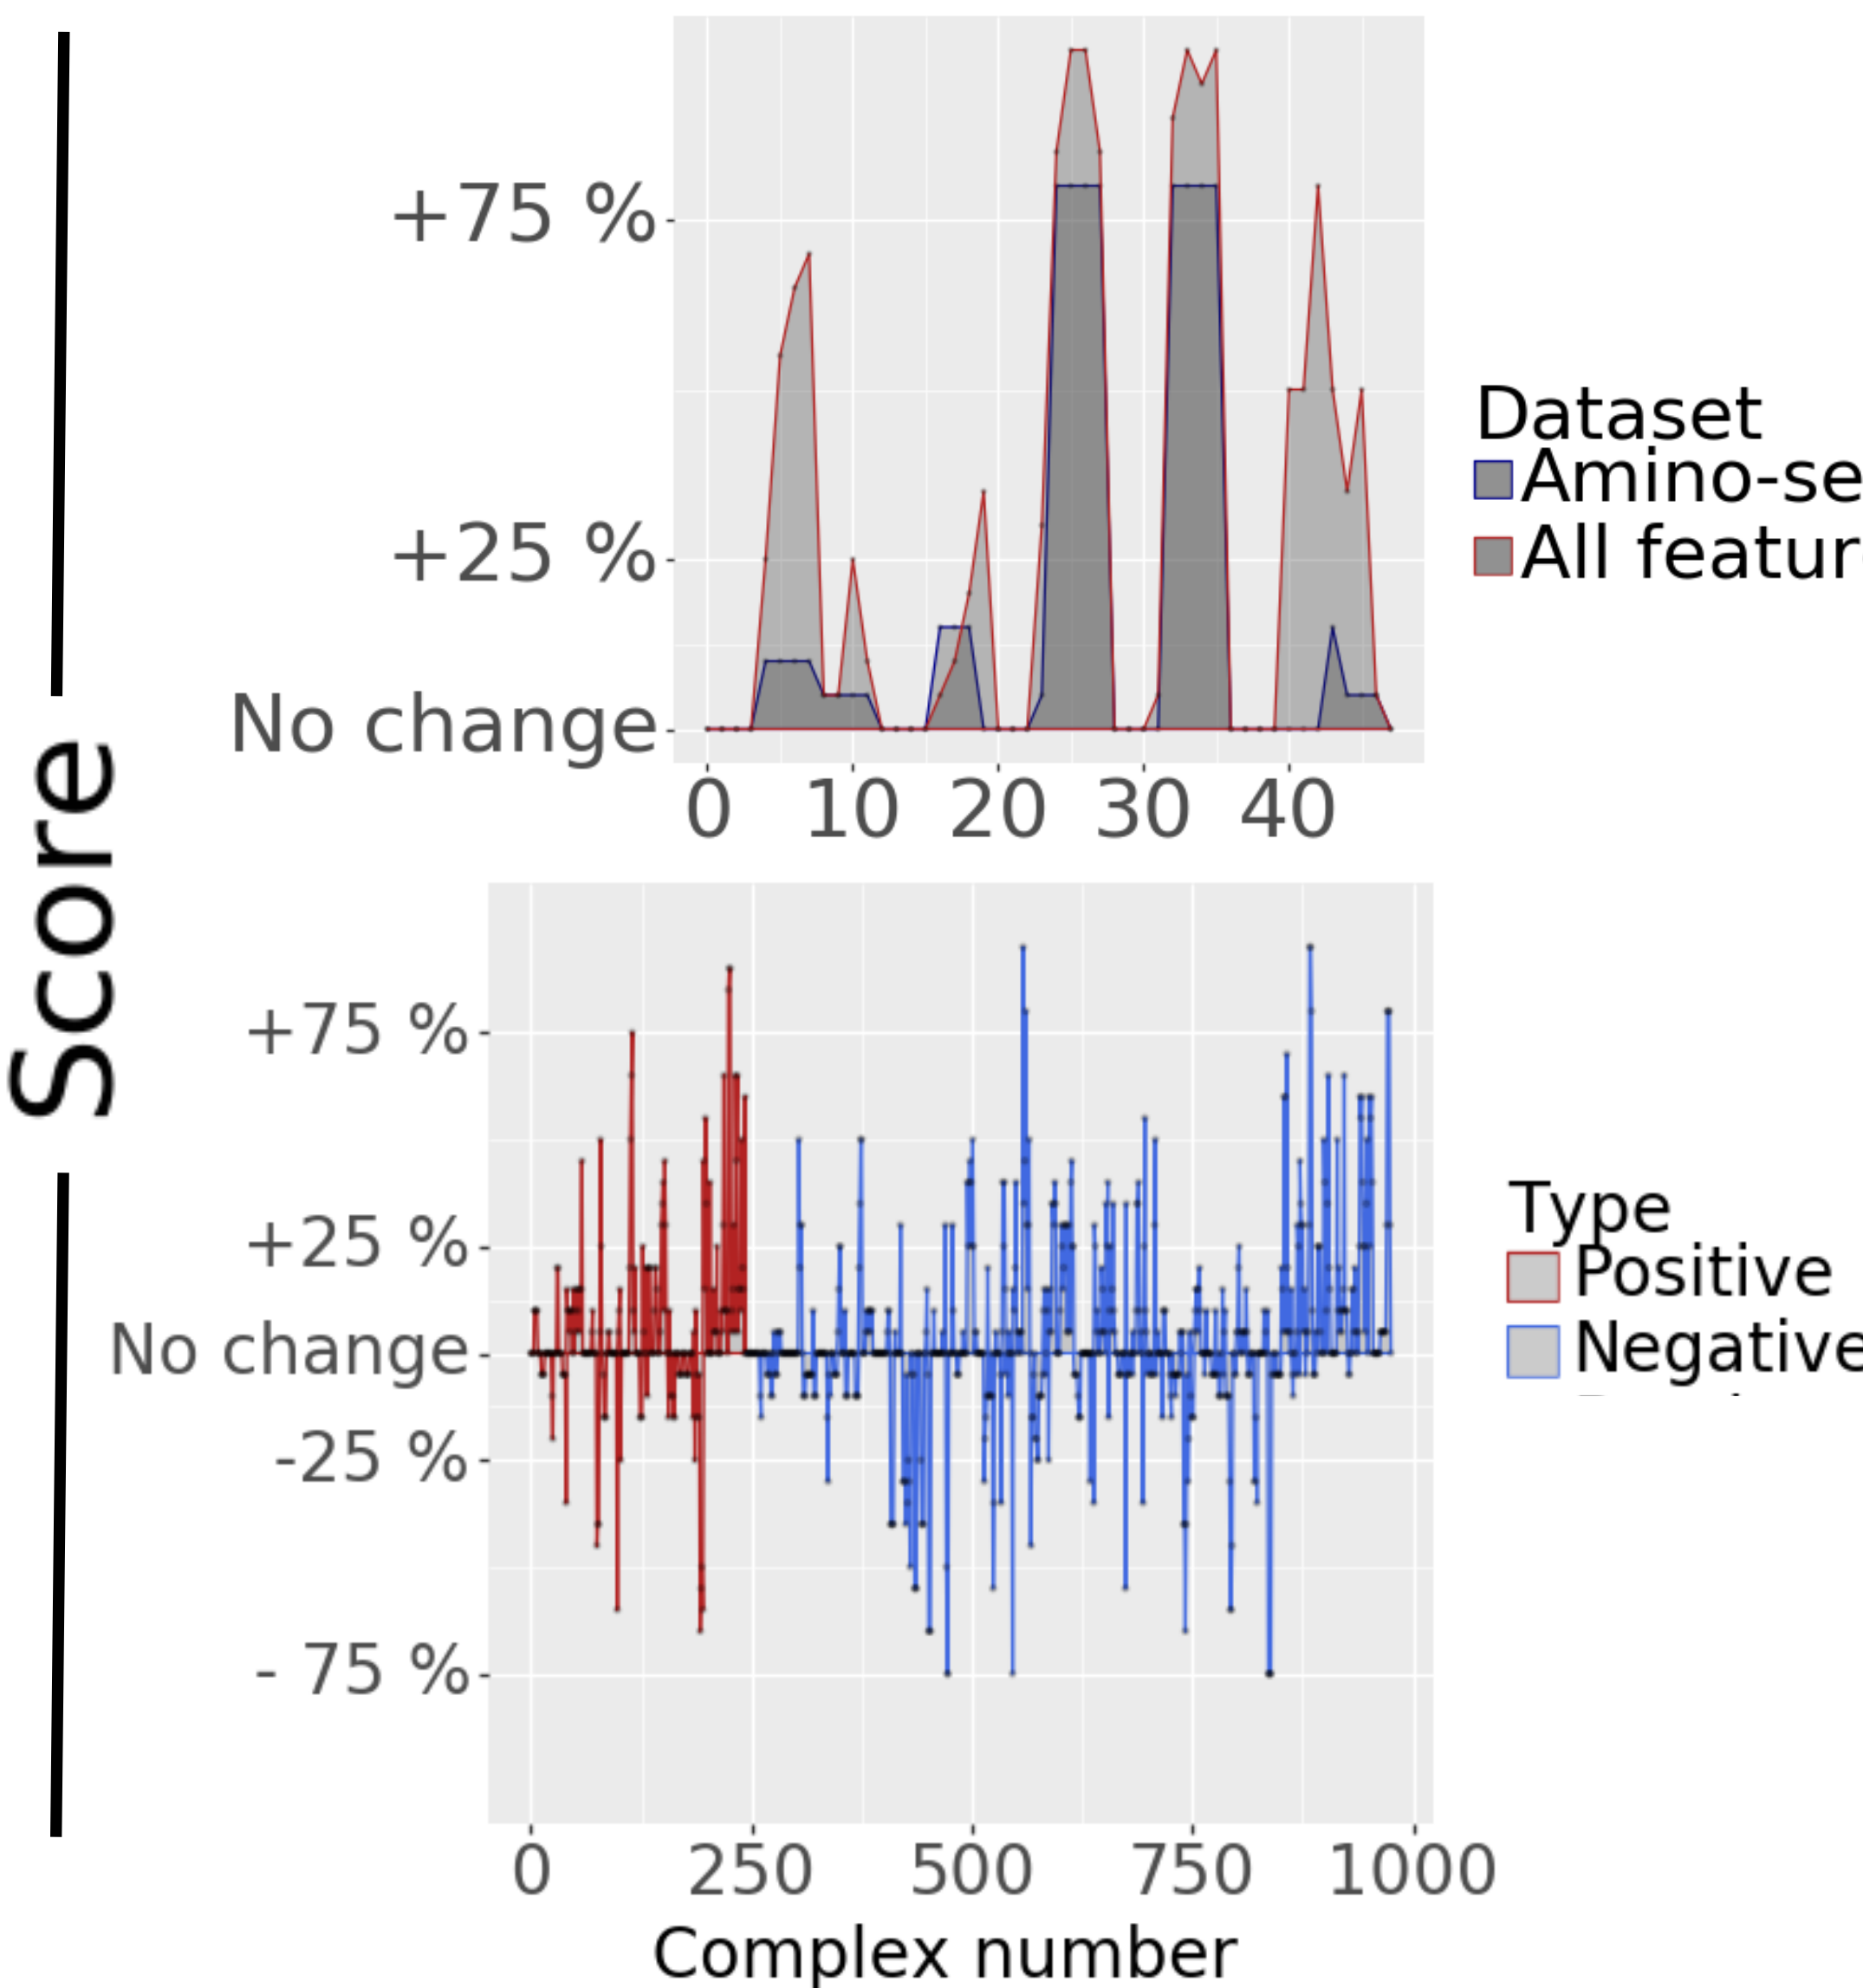 Score
+75 %
+25 %
No change
0 10 20 30 40
Dataset
Amino-se
All featur
+75 %
+25 %
No change
-25 %
- 75 %
0 250 500 750 1000
Complex number
Type
Positive
Negative